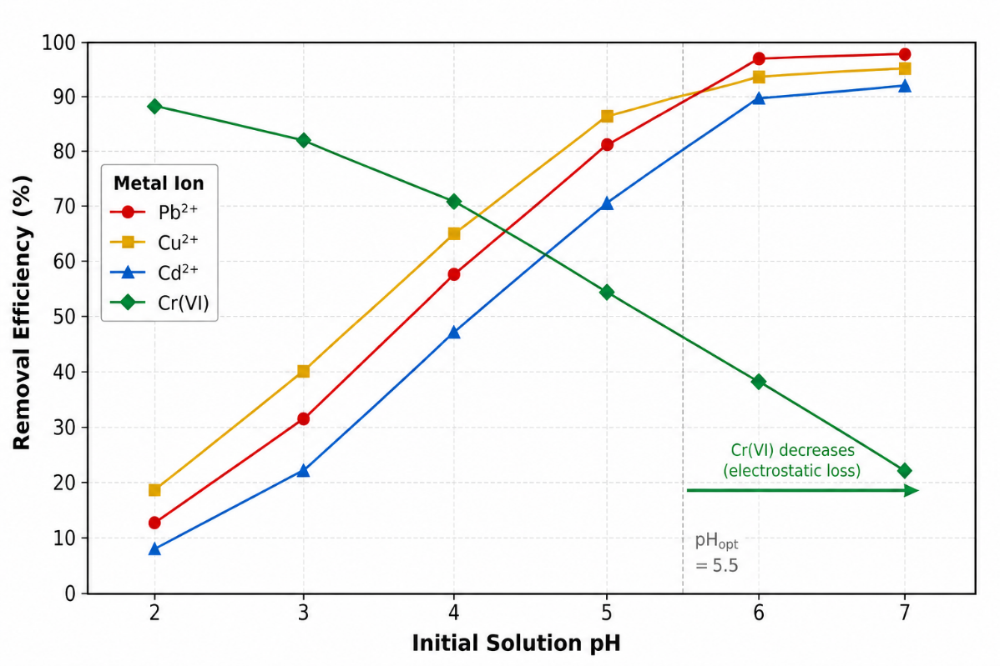 100
90
80
70
60
50
40
30
20
10
0
Removal Efficiency (%)
Metal Ion
Pb²⁺
Cu²⁺
Cd²⁺
Cr(VI)
Cr(VI) decreases
(electrostatic loss)
pHₒₚₜ
= 5.5
2 3 4 5 6 7
Initial Solution pH